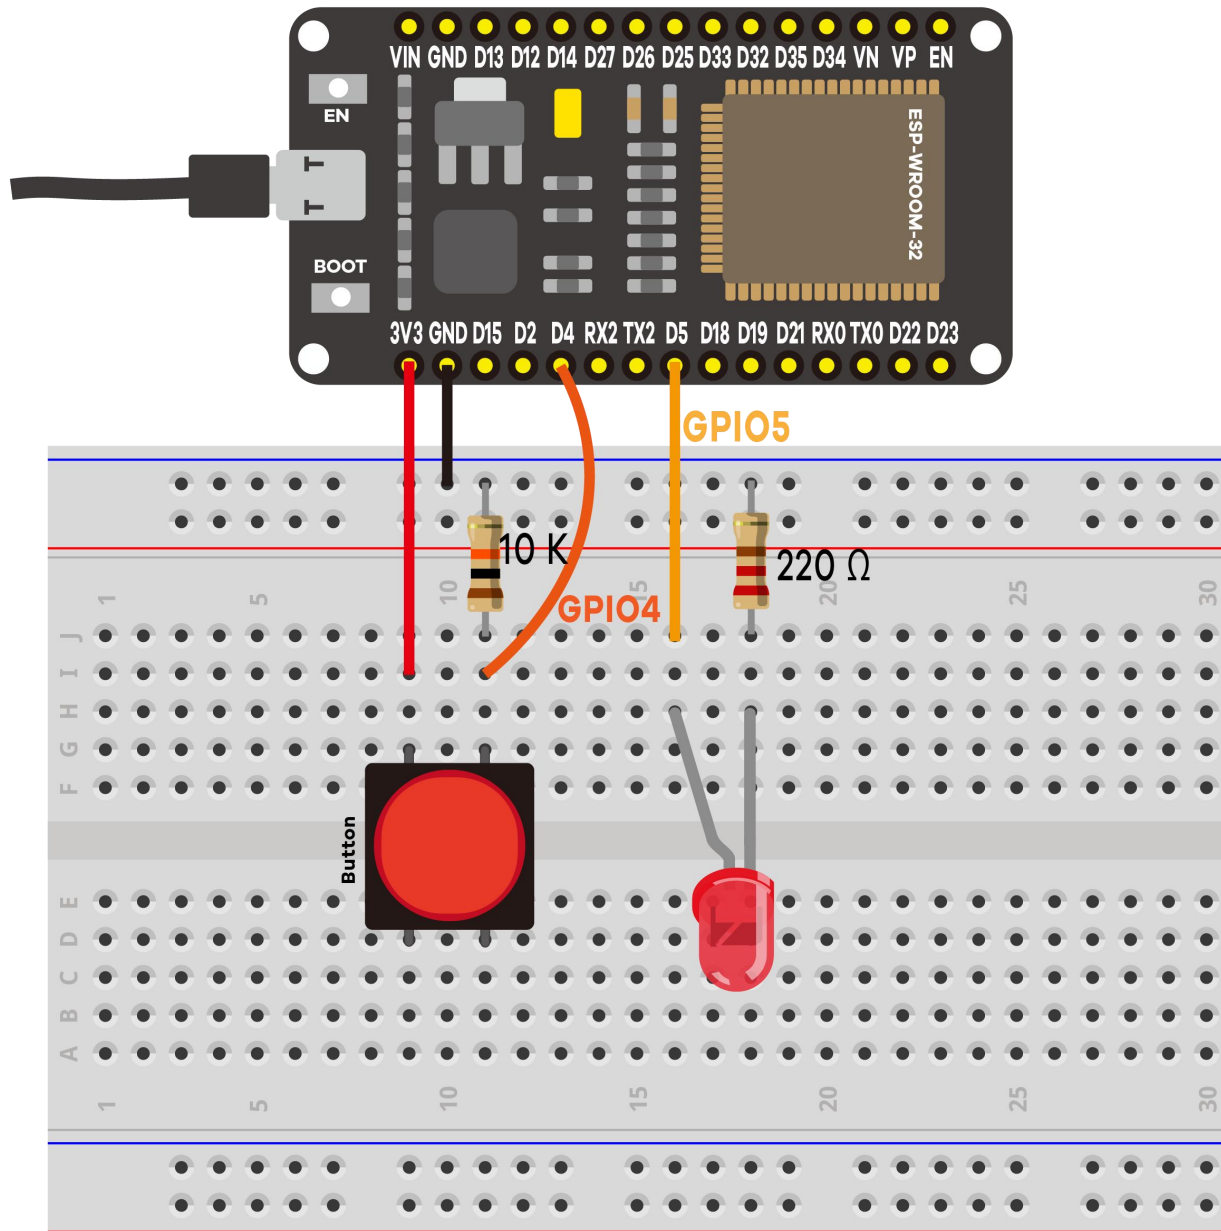 VIN GND D13 D12 D14 D27 D26 D25 D33 D32 D35 D34 VN VP EN
EN
ESP-WROOM-32
T
T
BOOT
3V3 GND D15 D2 D4 RX2 TX2 D5 D18 D19 D21 RX0 TX0 D22 D23
GPIO5
10 K
220 Ω
GPIO4
1 5 10 15 20 25 30
J
I
H
G
F
Button
E
D
C
B
A
1 5 10 15 20 25 30